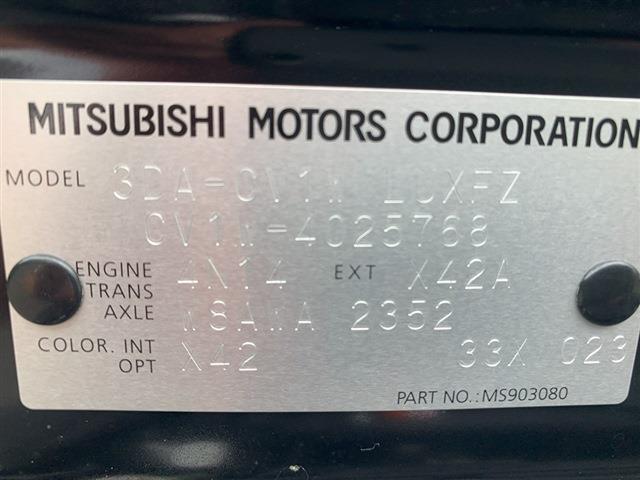 MITSUBISHI MOTORS CORPORATION
MODEL 3DA-CV1W LUXFZ
CV1W-4025768
ENGINE 4N14 EXT X42A
TRANS
AXLE W8AWA 2352
COLOR. INT X42 33X 023
OPT
PART NO.:MS903080